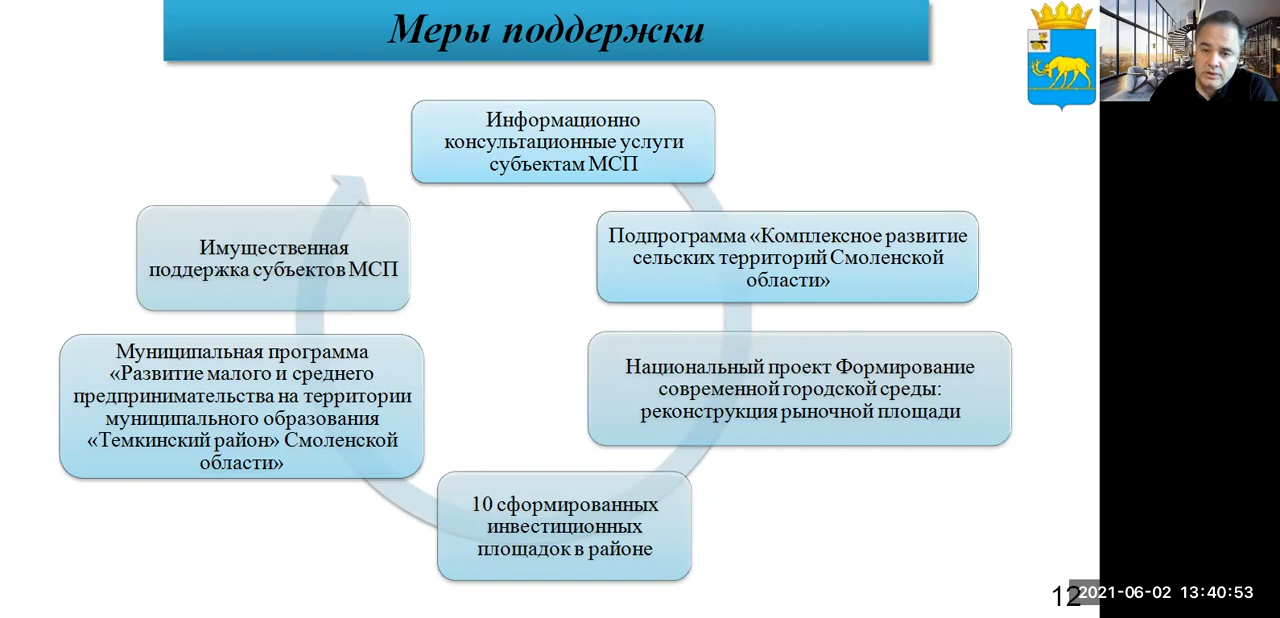 Меры поддержки
Информационно
консультационные услуги
субъектам МСП
Подпрограмма «Комплексное развитие
сельских территорий Смоленской
области»
Национальный проект Формирование
современной городской среды:
реконструкция рыночной площади
10 сформированных
инвестиционных
площадок в районе
Муниципальная программа
«Развитие малого и среднего
предпринимательства на территории
муниципального образования
«Темкинский район» Смоленской
области»
Имущественная
поддержка субъектов МСП
12
2021-06-02 13:40:53